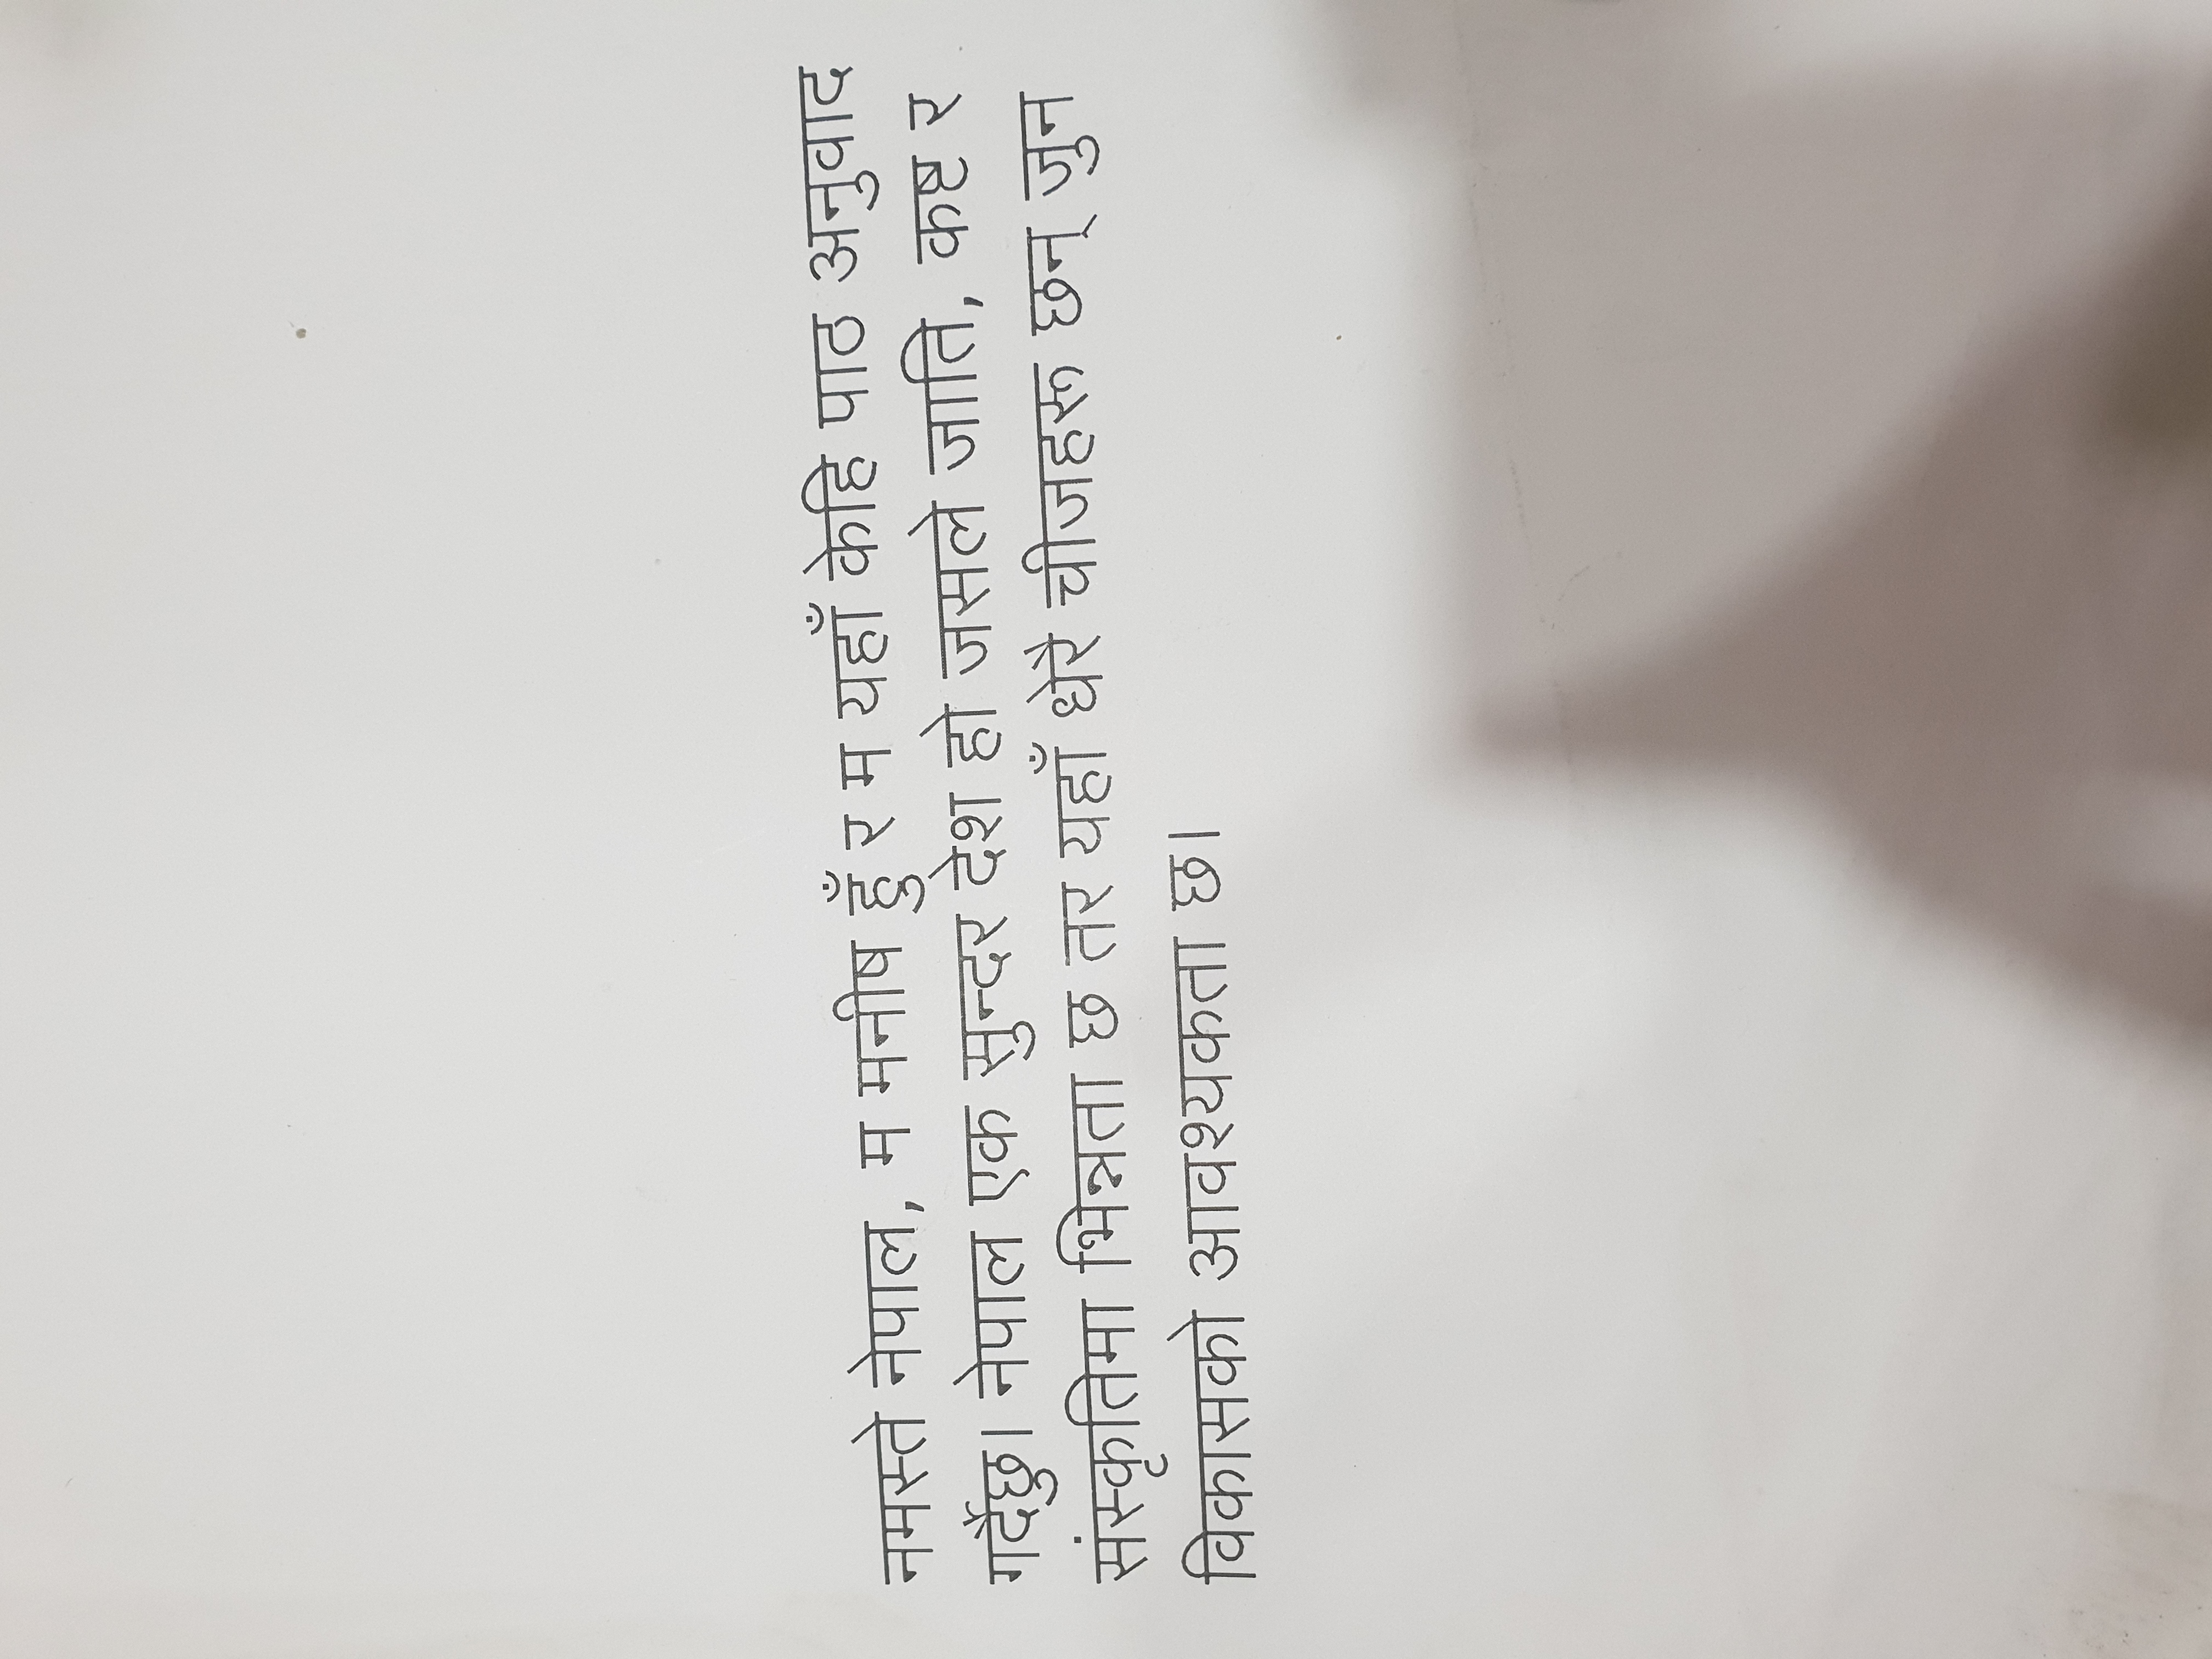 नमस्ते नेपाल, म मनीष हुँ र म यहाँ केहि पाठ अनुवाद
गर्दैछु। नेपाल एक सुन्दर देश हो जसले जाति, कष्ट र
संस्कृतिमा भिन्नता छ तर यहाँ धेरै चीजहरू छन् जुन
विकासको आवश्यकता छ।